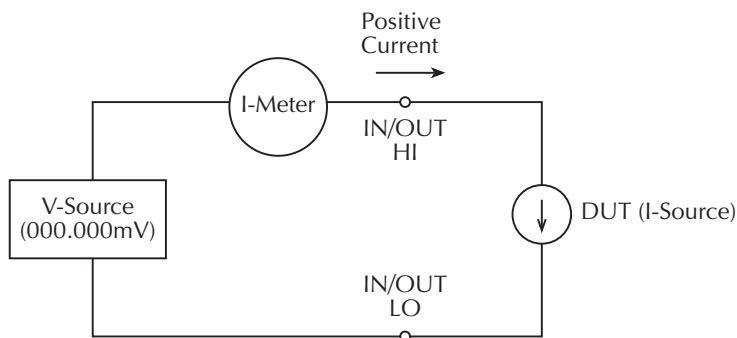 Positive
Current
I-Meter
IN/OUT
HI
V-Source
(000.000mV)
DUT (I-Source)
IN/OUT
LO